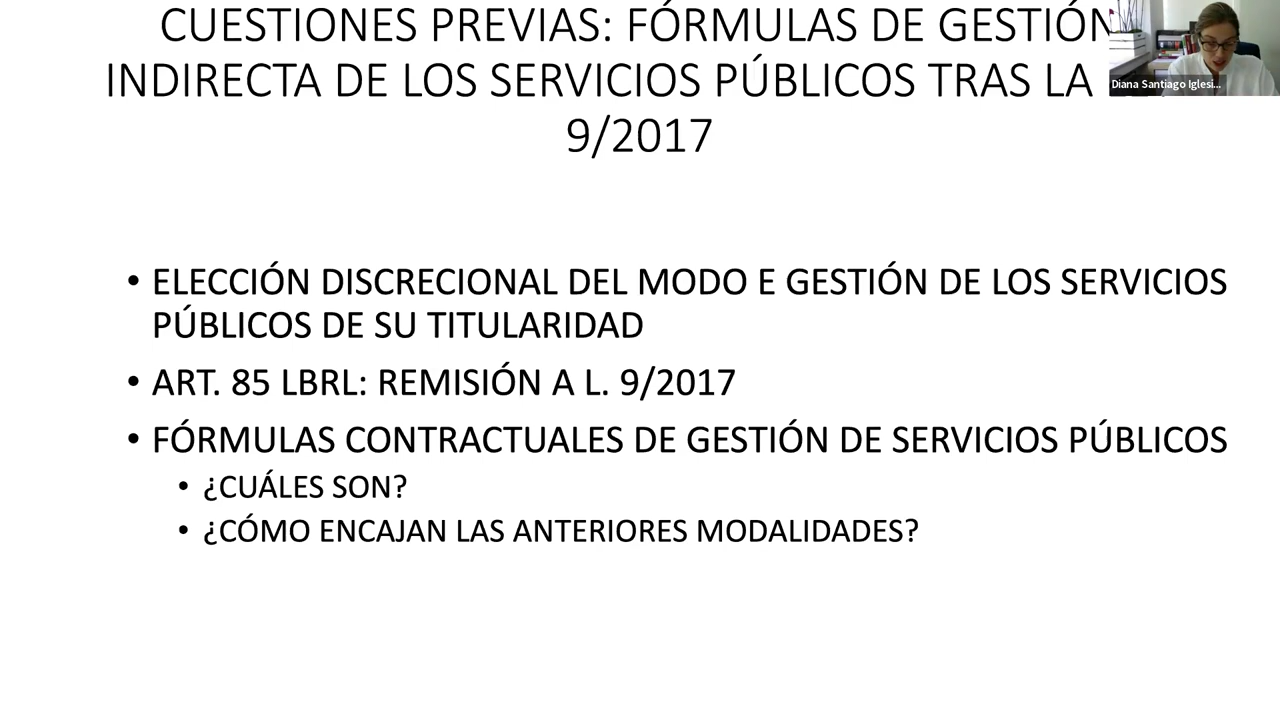 CUESTIONES PREVIAS: FÓRMULAS DE GESTIÓN
INDIRECTA DE LOS SERVICIOS PÚBLICOS TRAS LA
9/2017
Diana Santiago Iglesi...
• ELECCIÓN DISCRECIONAL DEL MODO E GESTIÓN DE LOS SERVICIOS
PÚBLICOS DE SU TITULARIDAD
• ART. 85 LBRL: REMISIÓN A L. 9/2017
• FÓRMULAS CONTRACTUALES DE GESTIÓN DE SERVICIOS PÚBLICOS
• ¿CUÁLES SON?
• ¿CÓMO ENCAJAN LAS ANTERIORES MODALIDADES?